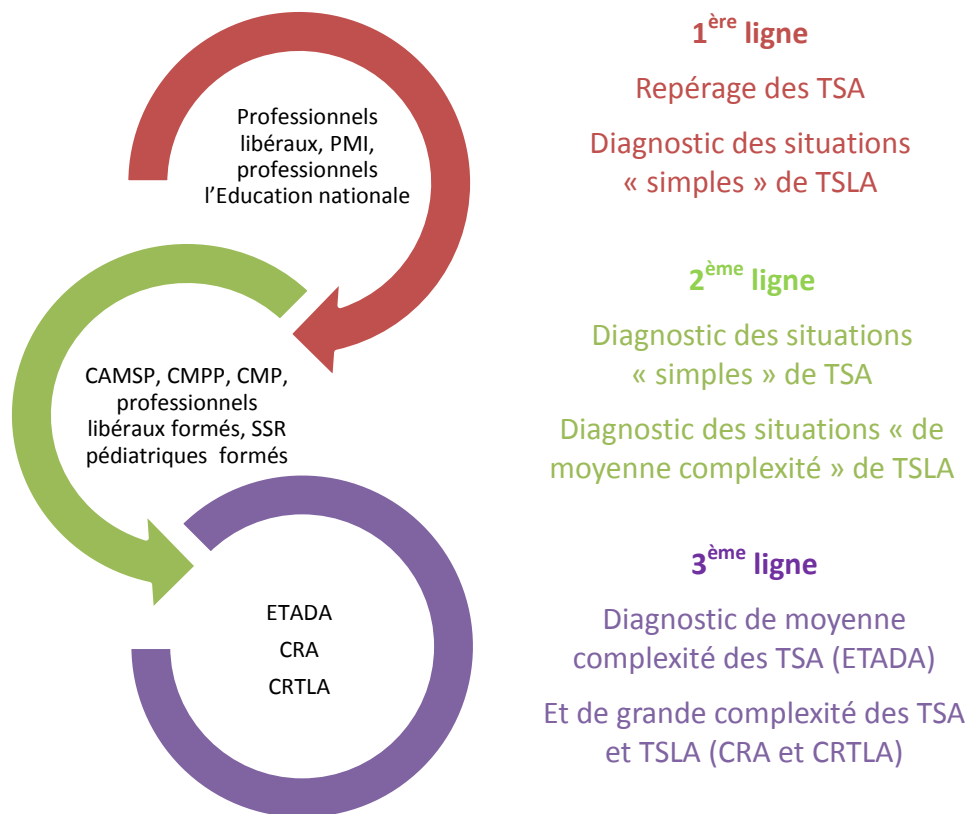 1ère ligne
Repérage des TSA
Diagnostic des situations
« simples » de TSLA
Professionnels
libéraux, PMI,
professionnels
l’Education nationale
2ème ligne
Diagnostic des situations
« simples » de TSA
Diagnostic des situations « de
moyenne complexité » de TSLA
CAMSP, CMPP, CMP,
professionnels
libéraux formés, SSR
pédiatriques formés
3ème ligne
Diagnostic de moyenne
complexité des TSA (ETADA)
Et de grande complexité des TSA
et TSLA (CRA et CRTLA)
ETADA
CRA
CRTLA